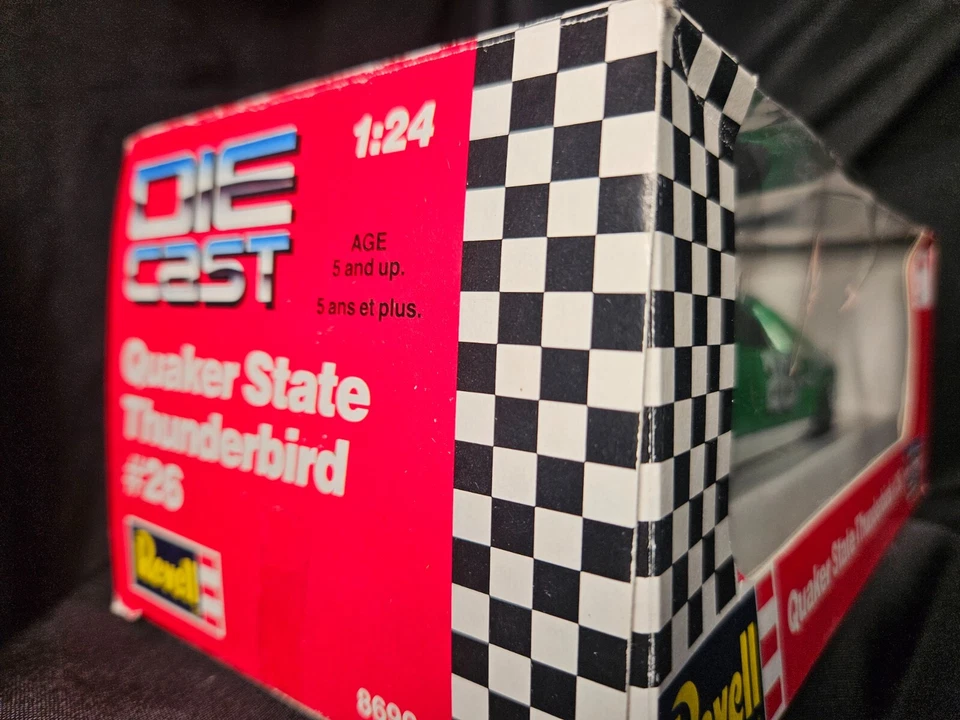 DIE
CAST
1:24
AGE
5 and up.
5 ans et plus.
Quaker State
Thunderbird
#26
Revell
Revell
Quaker State Thunderbird